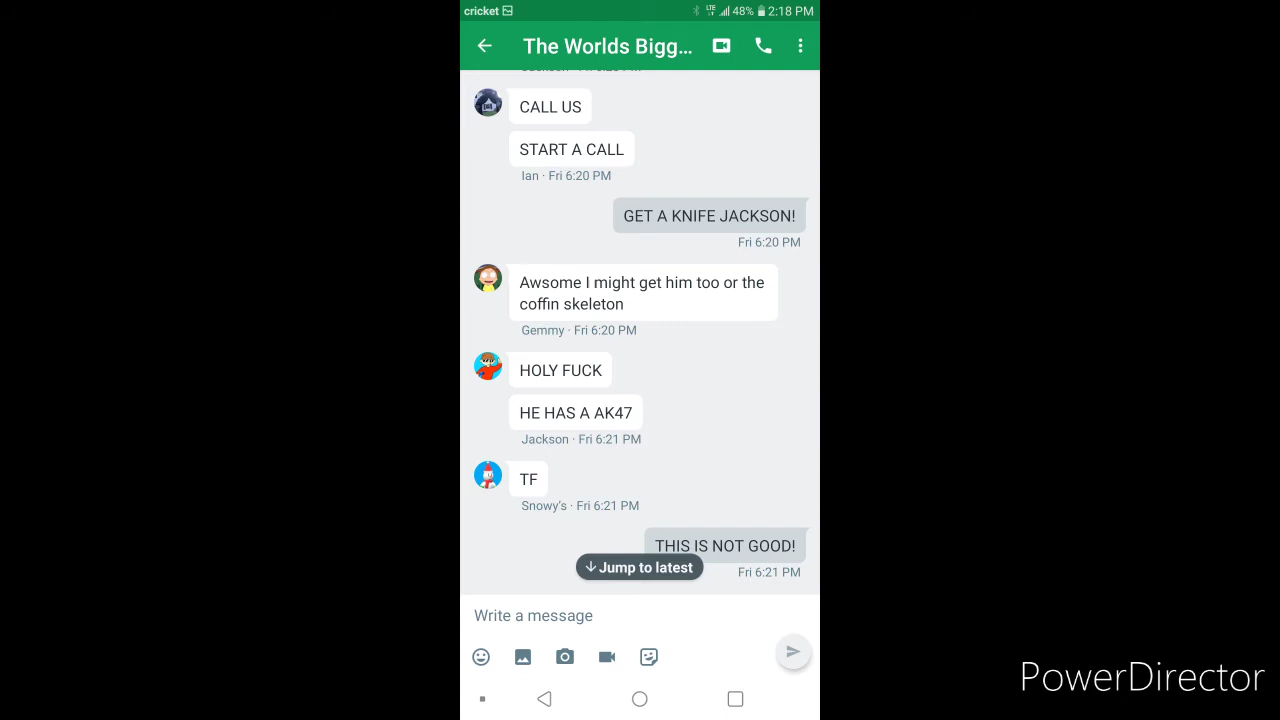 cricket 48% 2:18 PM
LTE
The Worlds Bigg...
CALL US
START A CALL
Ian · Fri 6:20 PM
GET A KNIFE JACKSON!
Fri 6:20 PM
Awsome I might get him too or the
coffin skeleton
Gemmy · Fri 6:20 PM
HOLY FUCK
HE HAS A AK47
Jackson · Fri 6:21 PM
TF
Snowy's · Fri 6:21 PM
THIS IS NOT GOOD!
Jump to latest
Fri 6:21 PM
Write a message
PowerDirector